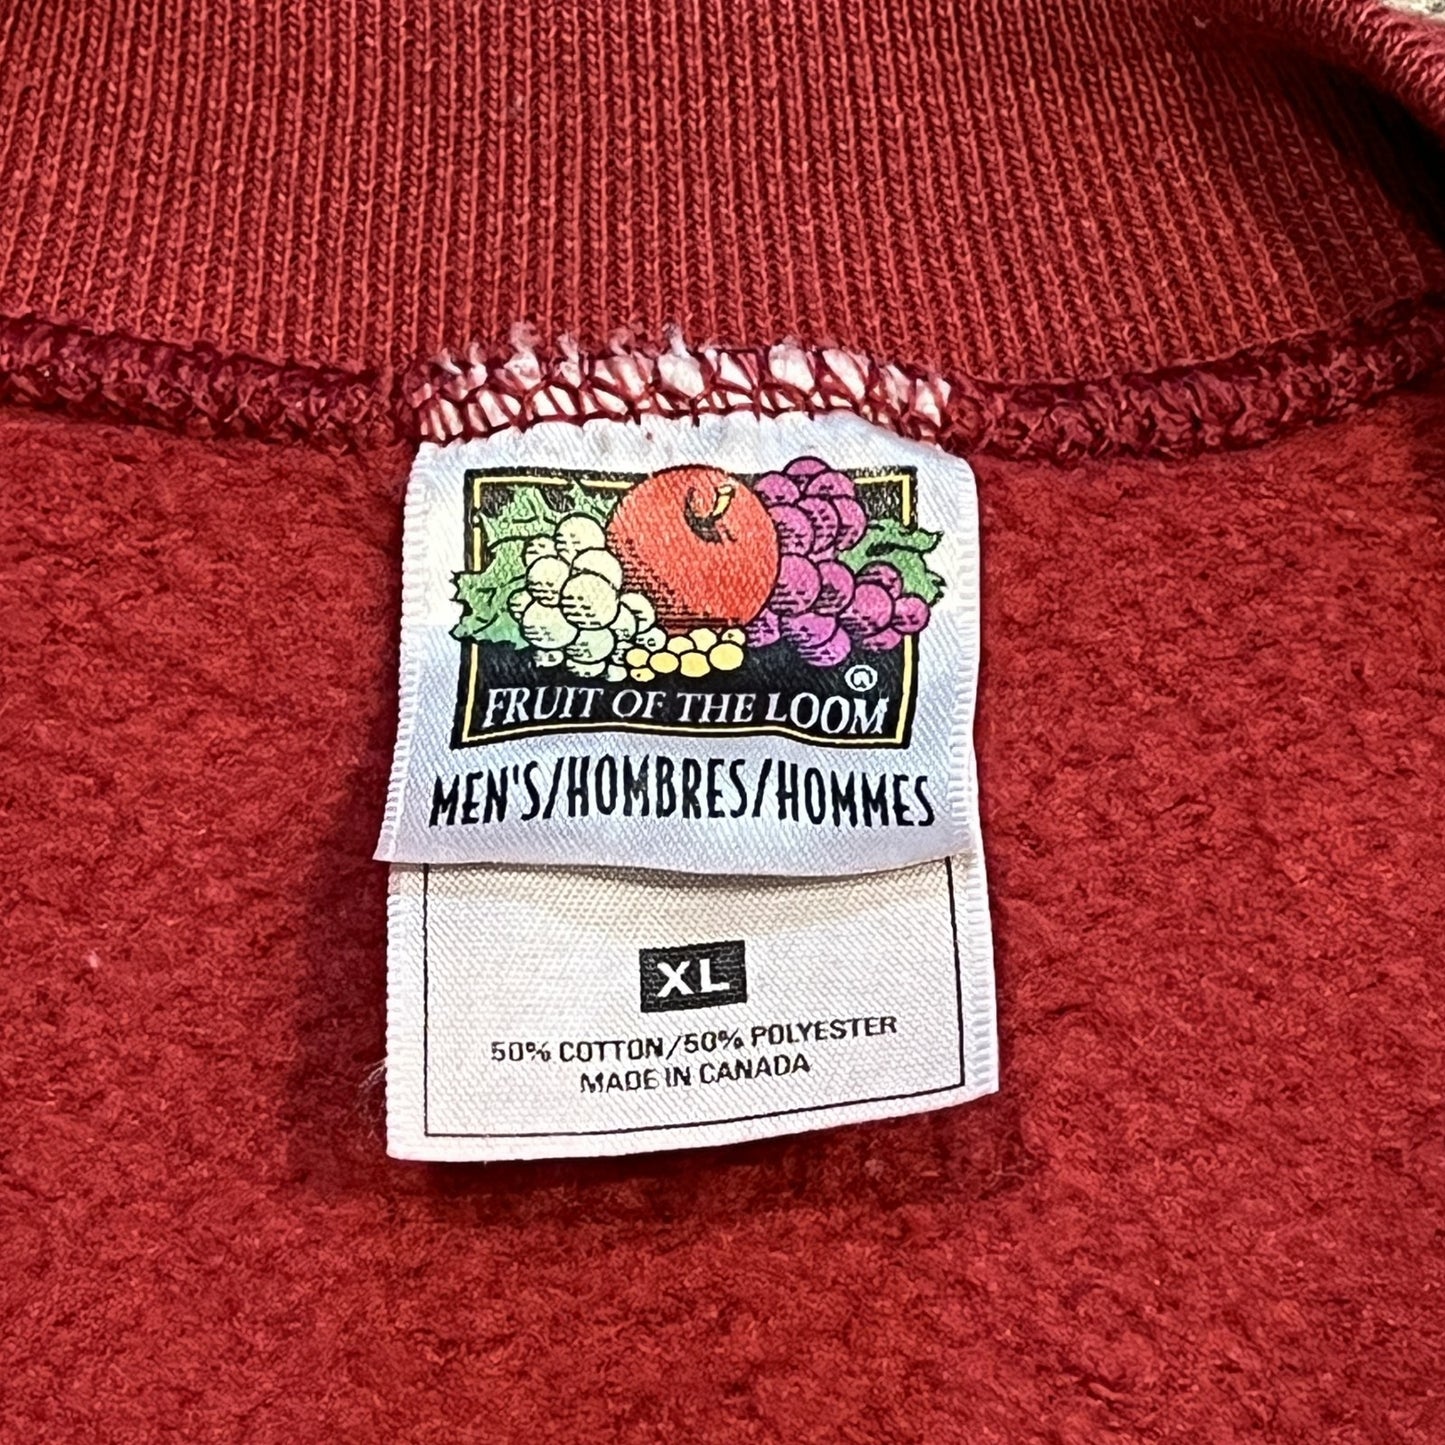 FRUIT OF THE LOOM ®
MEN'S/HOMBRES/HOMMES
XL
50% COTTON/50% POLYESTER
MADE IN CANADA